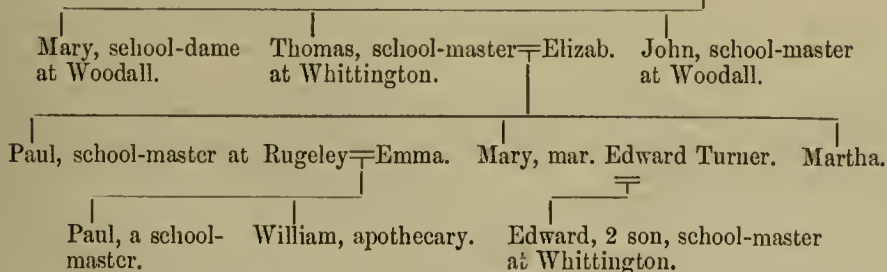 Mary, school-dame Thomas, school-master Elizab. John, school-master
at Woodall. at Whittington. at Woodall.
Paul, school-master at Rugeley Emma. Mary, mar. Edward Turner. Martha.
Paul, a school- William, apothecary. Edward, 2 son, school-master
master. at Whittington.